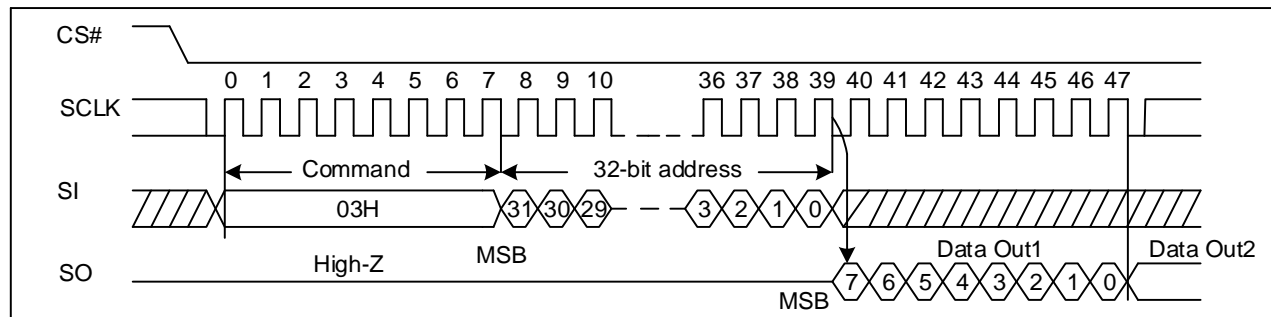 CS#
0 1 2 3 4 5 6 7 8 9 10 36 37 38 39 40 41 42 43 44 45 46 47
SCLK
Command 32-bit address
SI 03H 31 30 29 3 2 1 0
High-Z MSB Data Out1 Data Out2
SO 7 6 5 4 3 2 1 0
MSB